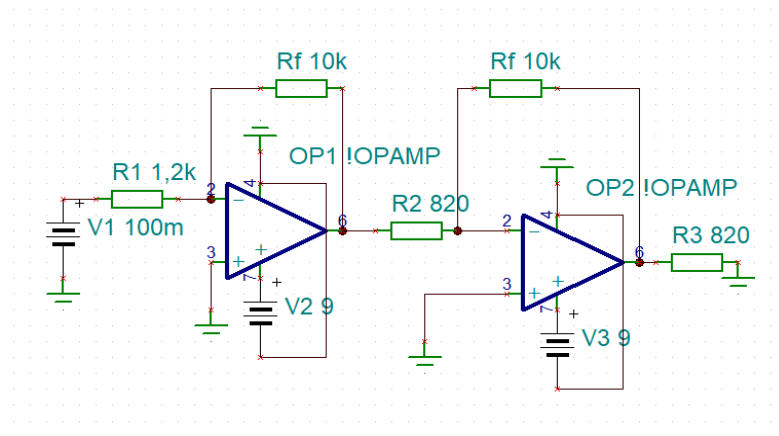 Rf 10k
Rf 10k
OP1 !OPAMP
R1 1,2k
4
2
−
+
V1 100m
6
R2 820
3
+
+
7
+
V2 9
OP2 !OPAMP
4
2
−
6
R3 820
3
+
+
7
+
V3 9